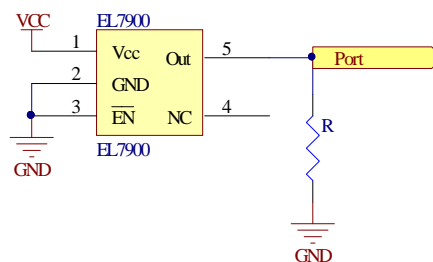 VCC
EL7900
1
Vcc
Out
5
Port
2
GND
3
EN
NC
4
R
EL7900
GND
GND